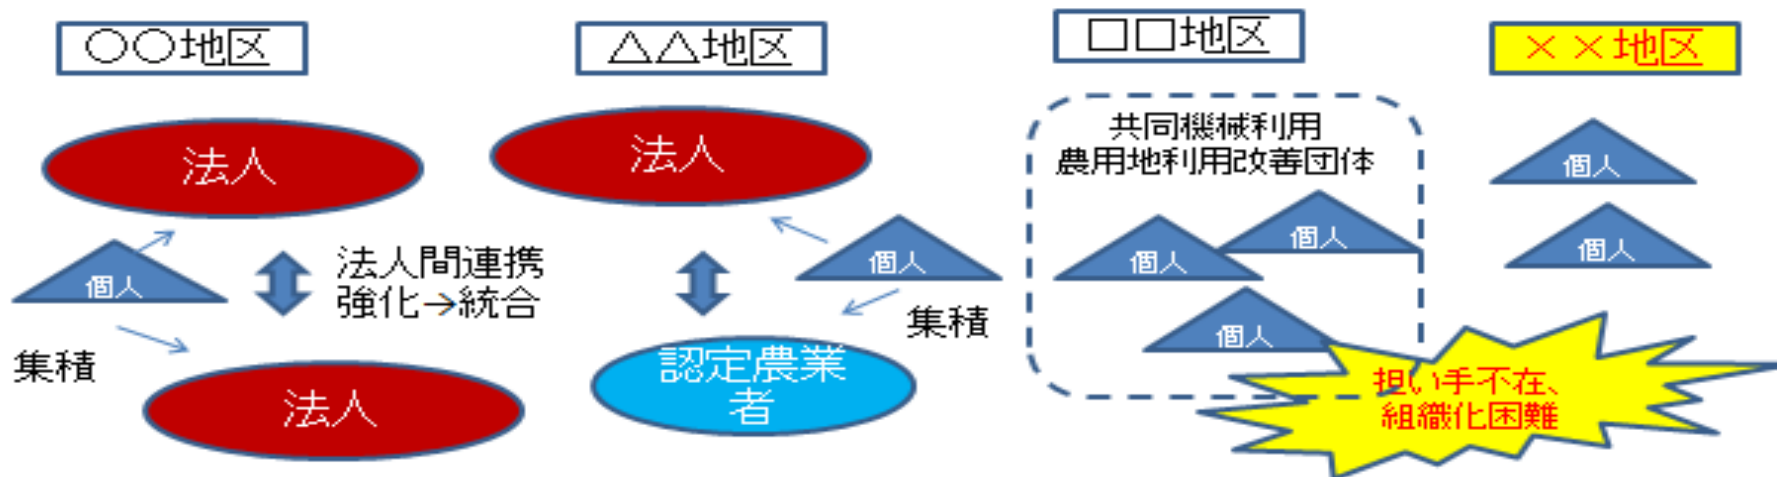 ○○地区
法人
個人
法人間連携
強化→統合
集積
法人
△△地区
法人
個人
集積
認定農業
者
□□地区
共同機械利用
農用地利用改善団体
個人
個人
個人
××地区
個人
個人
担い手不在、
組織化困難